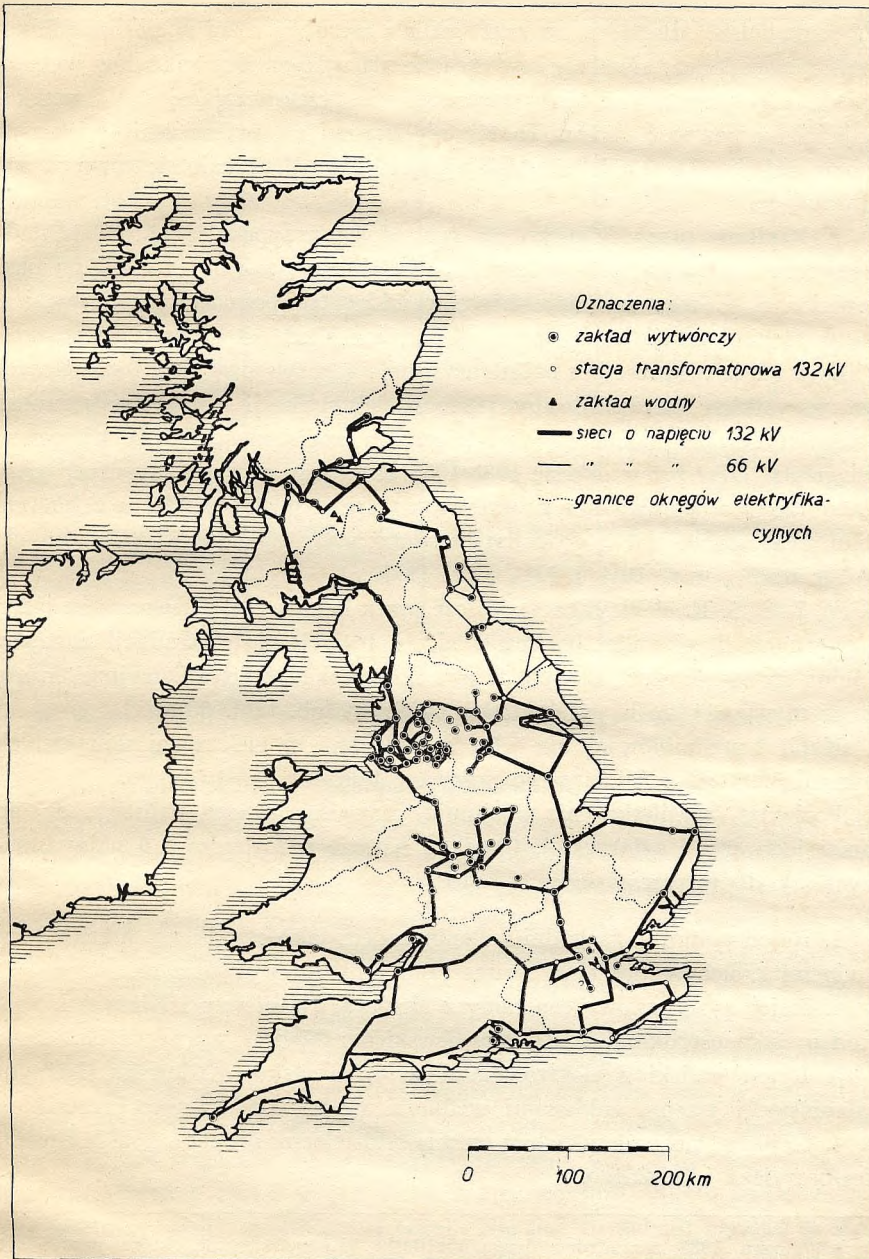 Oznaczenia:
zakład wytwórczy
stacja transformatorowa 132 kV
zakład wodny
sieci o napięciu 132 kV
" " " 66 kV
granice okręgów elektryfika-
cyjnych
0 100 200 km